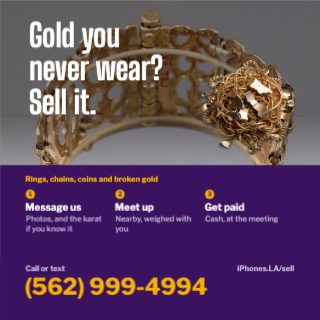 Gold you
never wear?
Sell it.
Rings, chains, coins and broken gold
1
Message us
Photos, and the karat
if you know it
2
Meet up
Nearby, weighed with
you
3
Get paid
Cash, at the meeting
Call or text
iPhones.LA/sell
(562) 999-4994